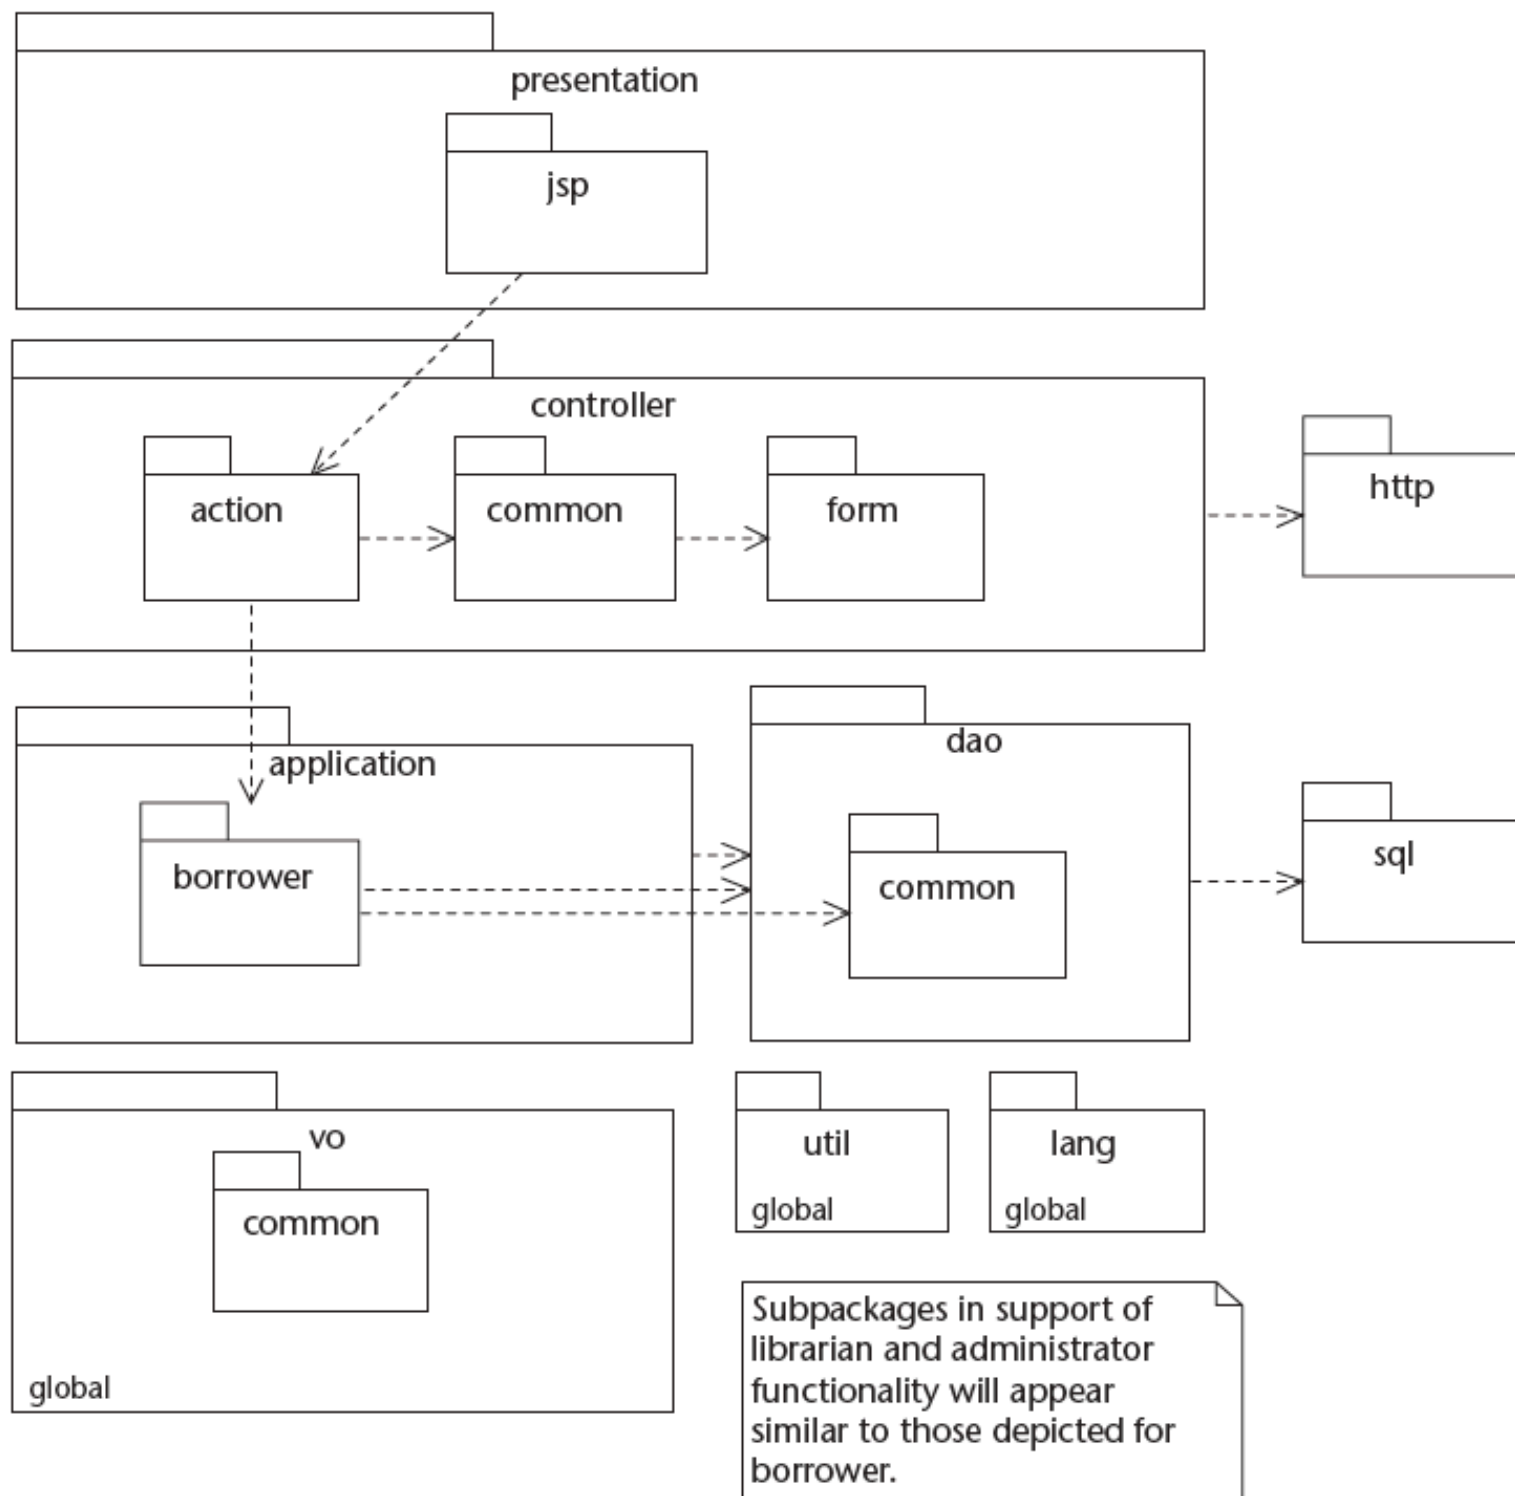 presentation
jsp
controller
action
common
form
http
application
dao
borrower
common
sql
vo
common
global
util
global
lang
global
Subpackages in support of
librarian and administrator
functionality will appear
similar to those depicted for
borrower.